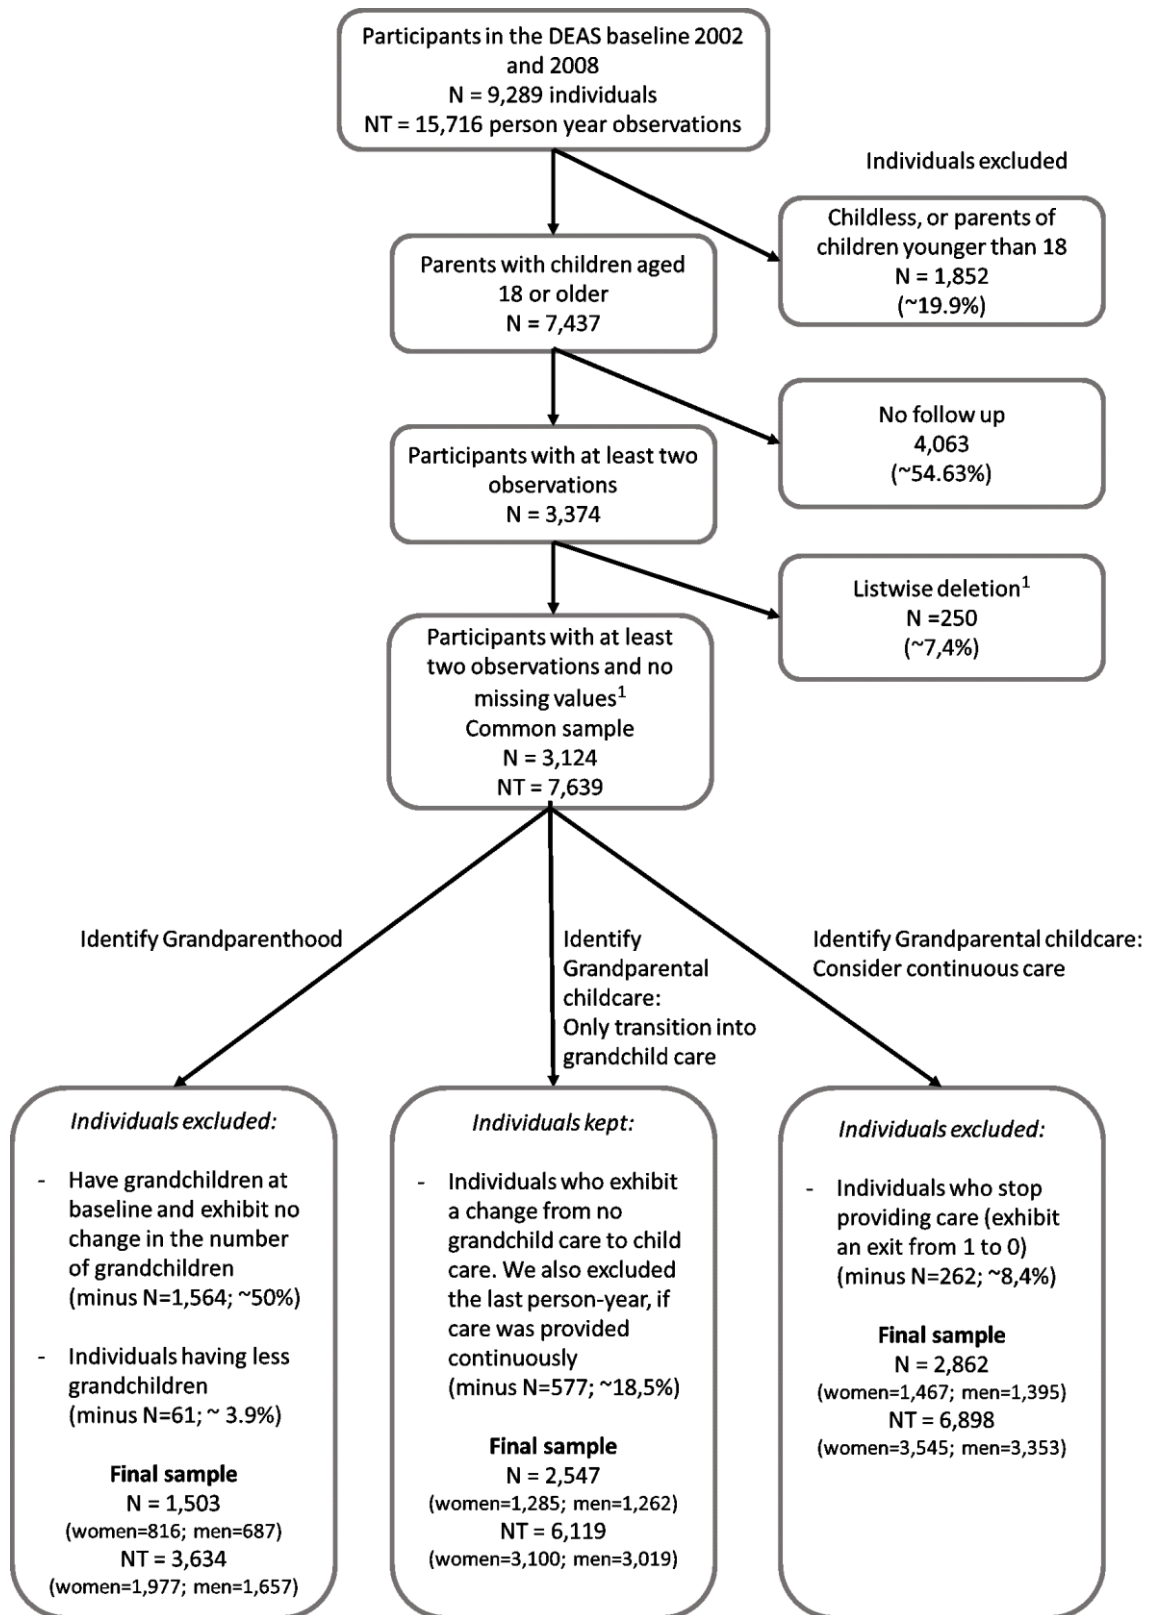 Participants in the DEAS baseline 2002
and 2008
N = 9,289 individuals
NT = 15,716 person year observations
Individuals excluded
Childless, or parents of
children younger than 18
N = 1,852
(~19.9%)
Parents with children aged
18 or older
N = 7,437
No follow up
4,063
(~54.63%)
Participants with at least two
observations
N = 3,374
Listwise deletion1
N =250
(~7,4%)
Participants with at least
two observations and no
missing values1
Common sample
N = 3,124
NT = 7,639
Identify Grandparenthood
Identify
Grandparental
childcare:
Only transition into
grandchild care
Identify Grandparental childcare:
Consider continuous care
Individuals excluded:
- Have grandchildren at
baseline and exhibit no
change in the number
of grandchildren
(minus N=1,564; ~50%)
- Individuals having less
grandchildren
(minus N=61; ~ 3.9%)
Final sample
N = 1,503
(women=816; men=687)
NT = 3,634
(women=1,977; men=1,657)
Individuals kept:
- Individuals who exhibit
a change from no
grandchild care to child
care. We also excluded
the last person-year, if
care was provided
continuously
(minus N=577; ~18,5%)
Final sample
N = 2,547
(women=1,285; men=1,262)
NT = 6,119
(women=3,100; men=3,019)
Individuals excluded:
- Individuals who stop
providing care (exhibit
an exit from 1 to 0)
(minus N=262; ~8,4%)
Final sample
N = 2,862
(women=1,467; men=1,395)
NT = 6,898
(women=3,545; men=3,353)